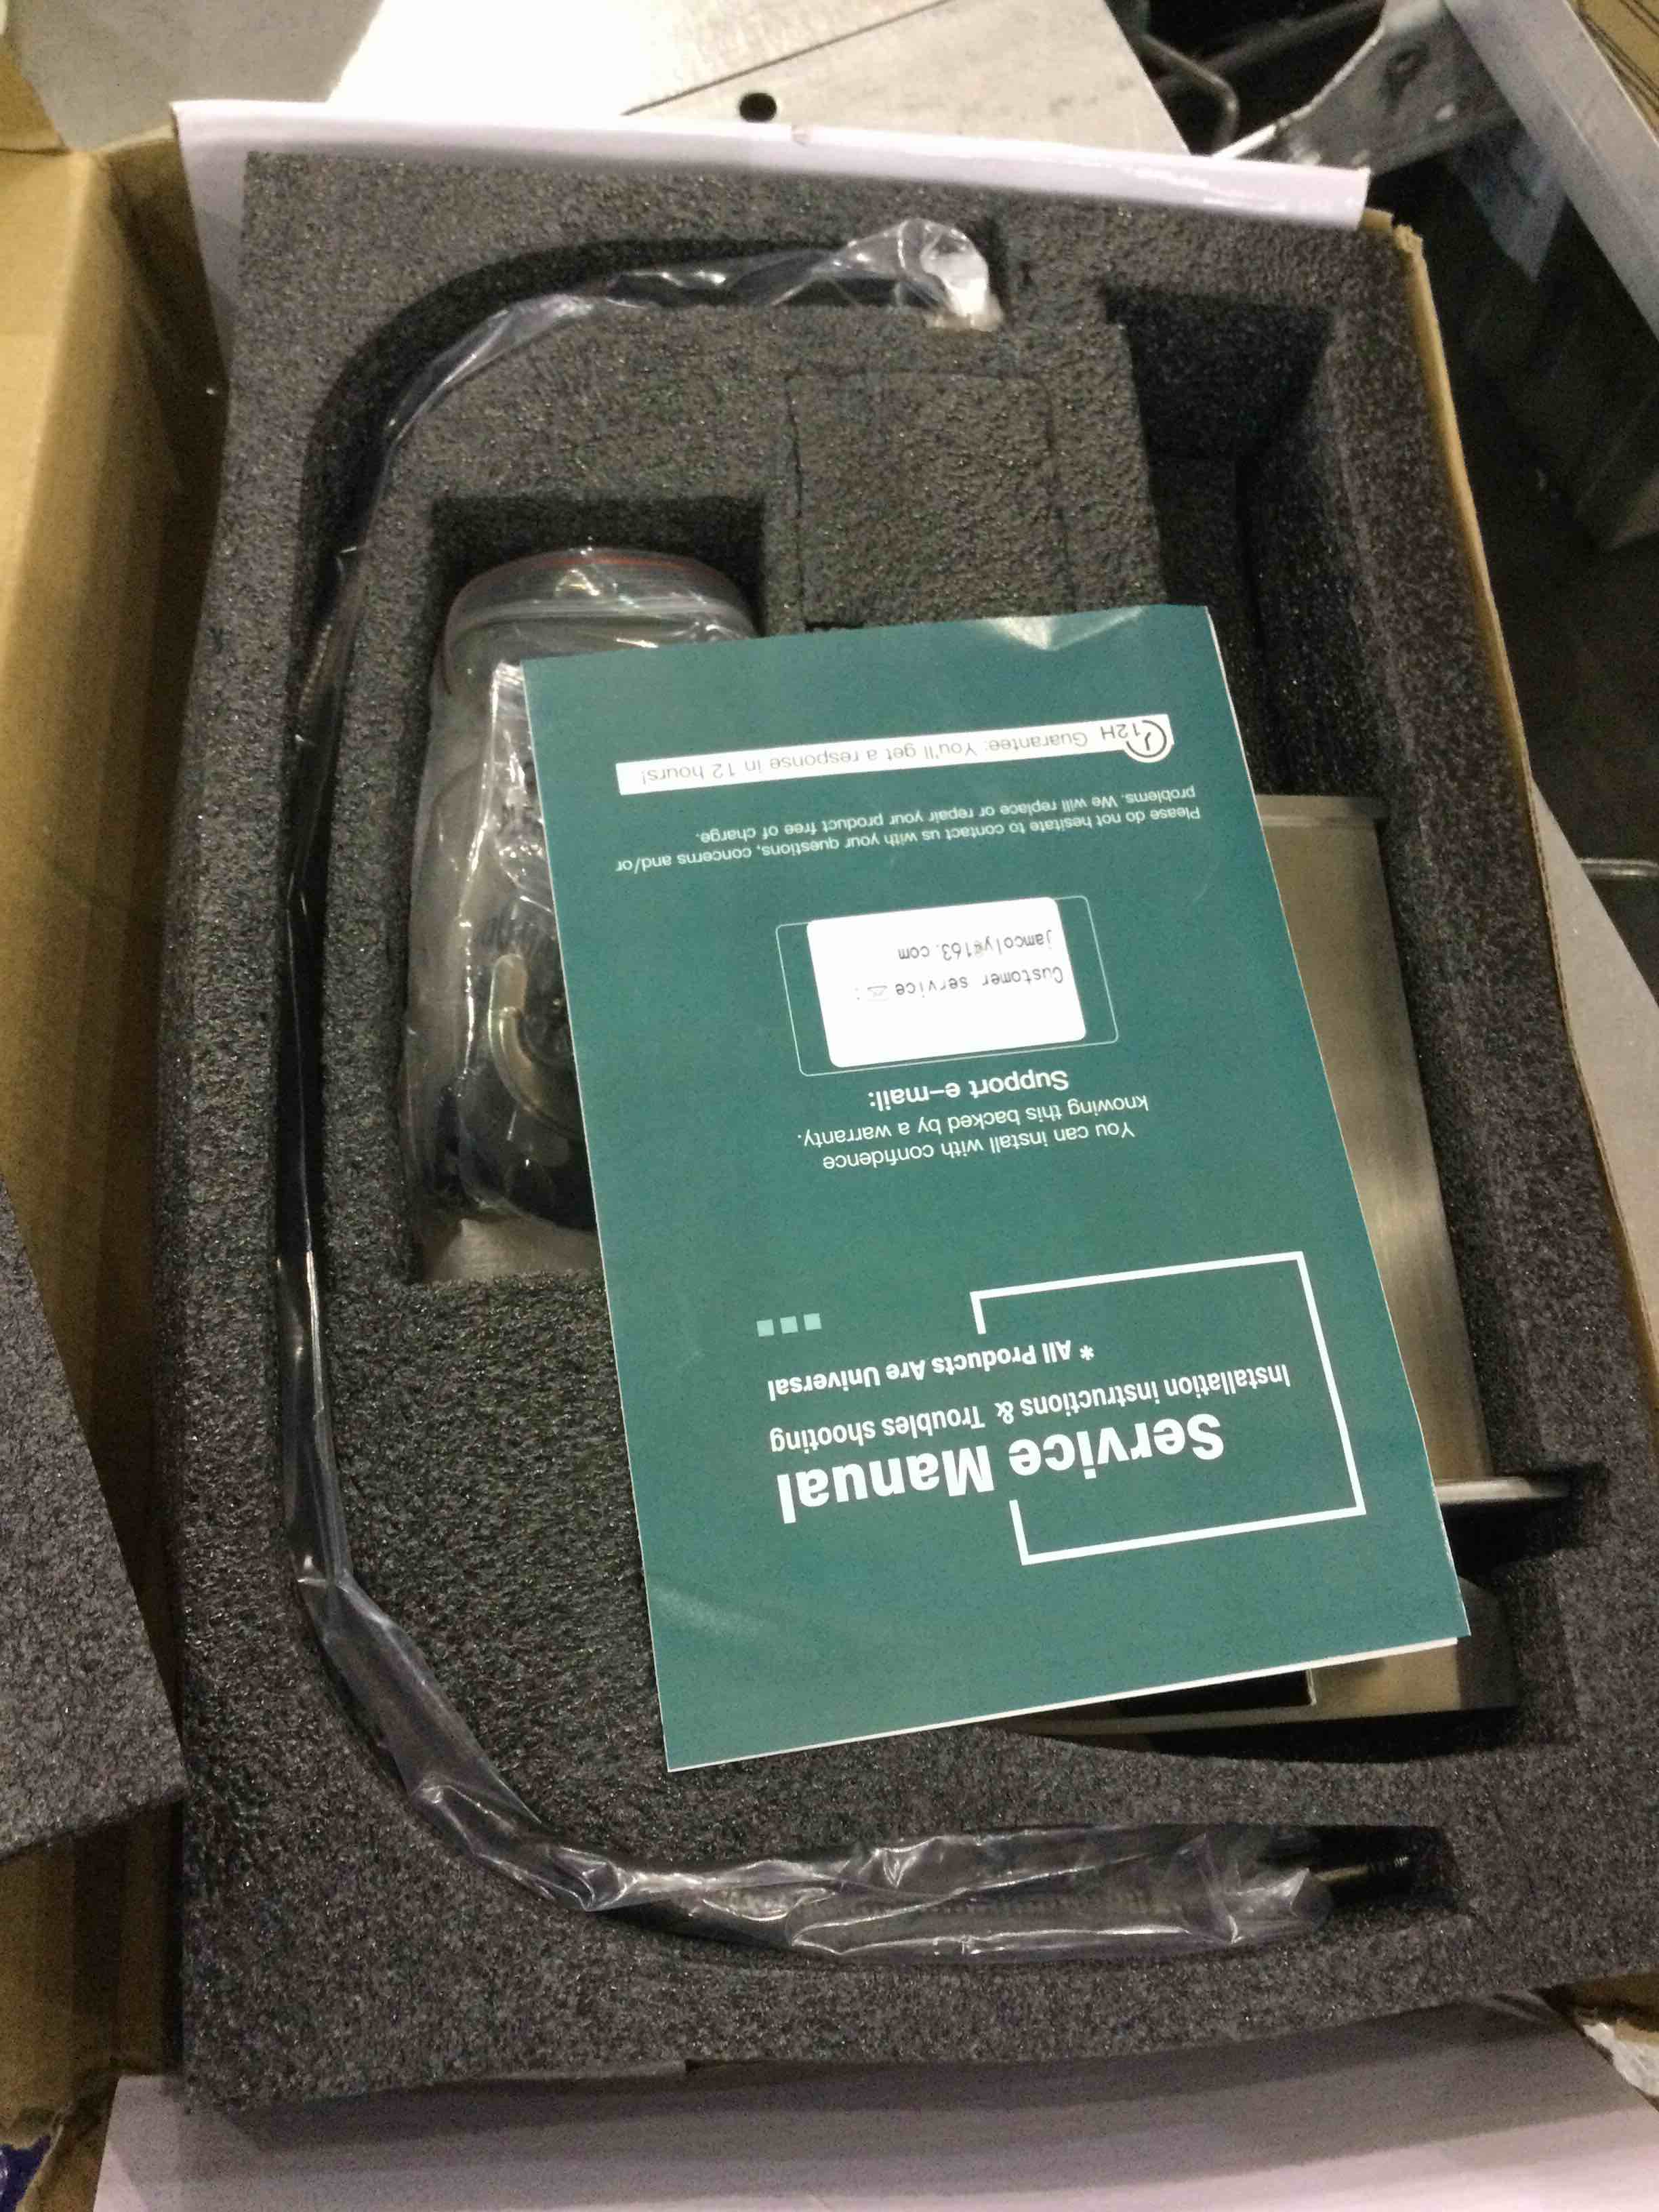 Service Manual
Installation instructions & Troubles shooting
* All Products Are Universal
You can install with confidence
knowing this backed by a warranty.
Support e-mail:
Customer service ✉:
jamcoly@163.com
Please do not hesitate to contact us with your questions, concerns and/or
problems. We will replace or repair your product free of charge.
12H Guarantee: You'll get a response in 12 hours!